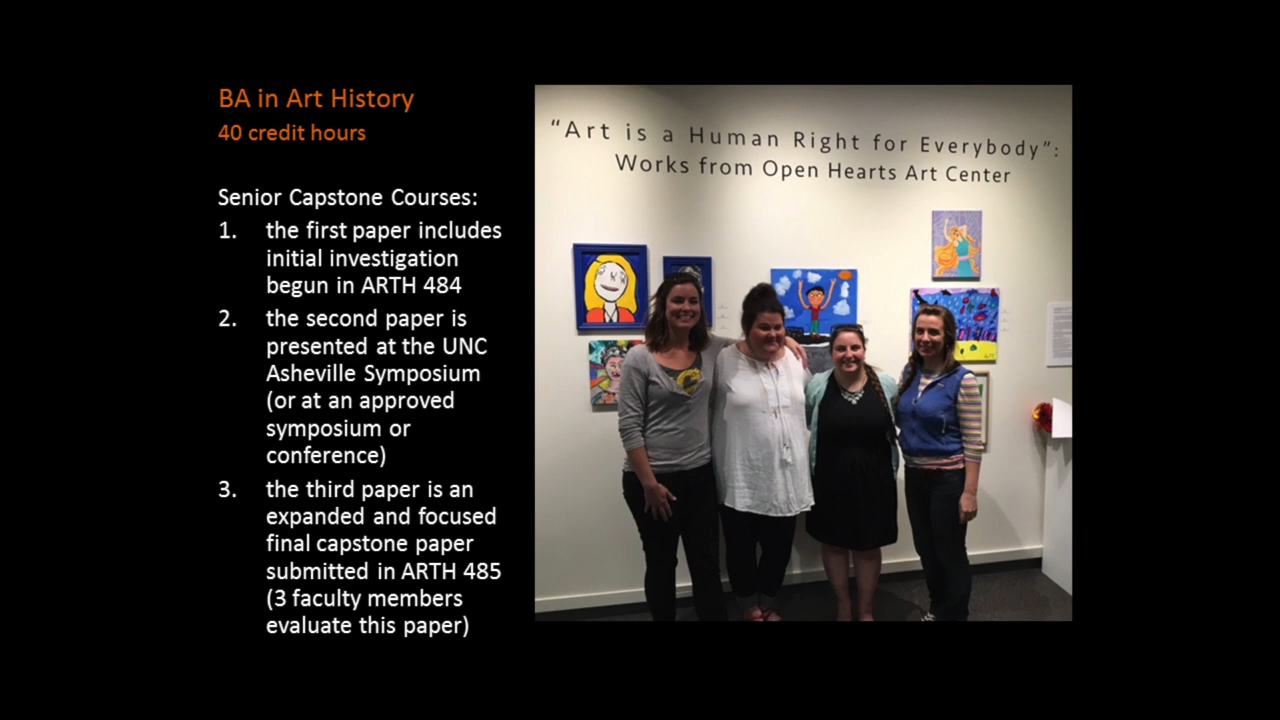 BA in Art History
40 credit hours
Senior Capstone Courses:
1. the first paper includes
initial investigation
begun in ARTH 484
2. the second paper is
presented at the UNC
Asheville Symposium
(or at an approved
symposium or
conference)
3. the third paper is an
expanded and focused
final capstone paper
submitted in ARTH 485
(3 faculty members
evaluate this paper)
“Art is a Human Right for Everybody”:
Works from Open Hearts Art Center